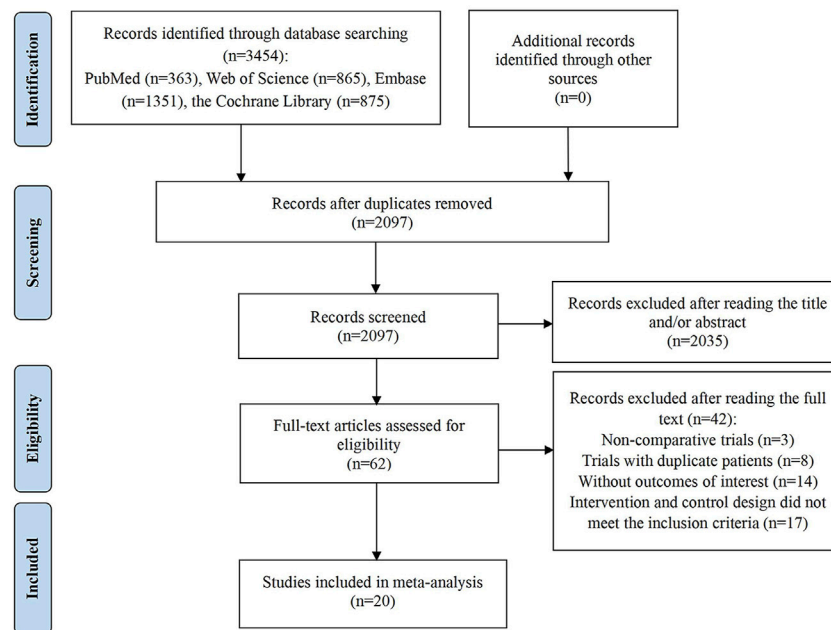 Identification
Records identified through database searching
(n=3454):
PubMed (n=363), Web of Science (n=865), Embase
(n=1351), the Cochrane Library (n=875)
Additional records
identified through other
sources
(n=0)
Screening
Records after duplicates removed
(n=2097)
Records screened
(n=2097)
Records excluded after reading the title
and/or abstract
(n=2035)
Eligibility
Full-text articles assessed for
eligibility
(n=62)
Records excluded after reading the full
text (n=42):
Non-comparative trials (n=3)
Trials with duplicate patients (n=8)
Without outcomes of interest (n=14)
Intervention and control design did not
meet the inclusion criteria (n=17)
Included
Studies included in meta-analysis
(n=20)